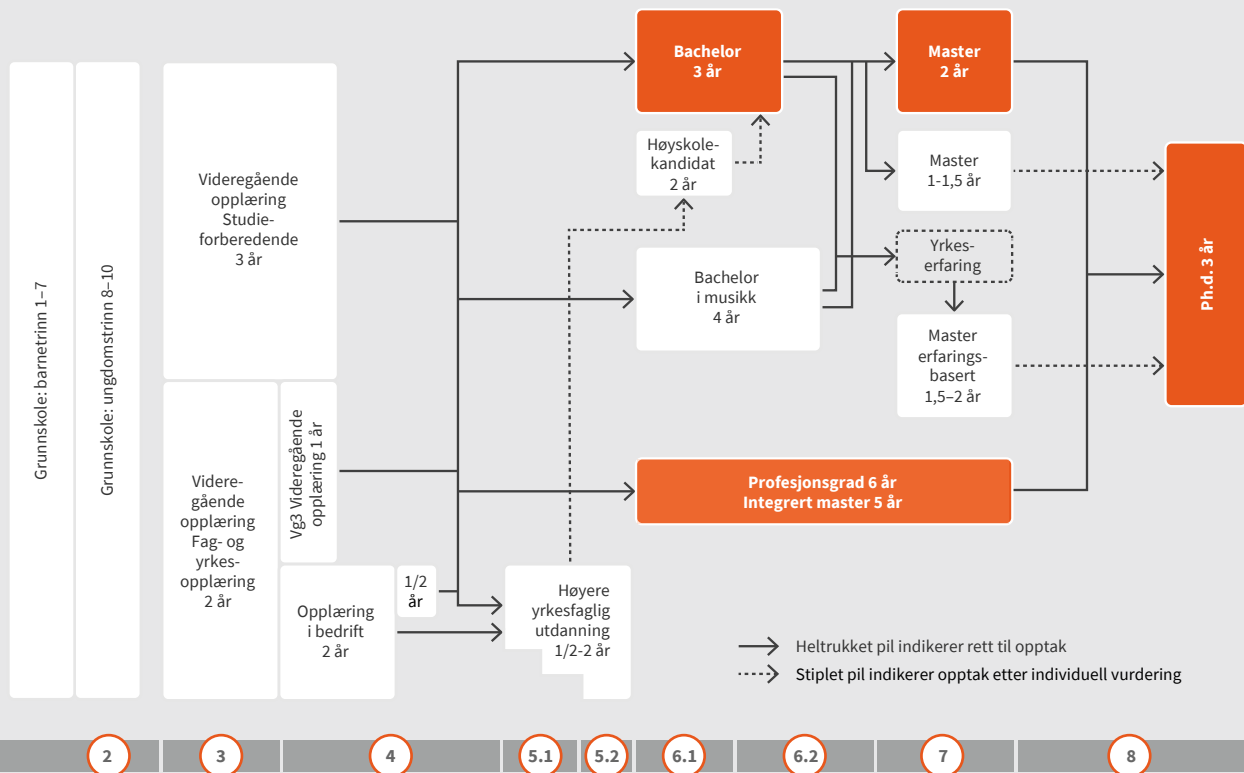 Grunnskole: barnetrinn 1–7
Grunnskole: ungdomstrinn 8–10
Videregående
opplæring
Studie-
forberedende
3 år
Videre-
gående
opplæring
Fag- og
yrkes-
opplæring
2 år
Vg3 Videregående
opplæring 1 år
Opplæring
i bedrift
2 år
1/2
år
Høyere
yrkesfaglig
utdanning
1/2-2 år
Bachelor
3 år
Høyskole-
kandidat
2 år
Bachelor
i musikk
4 år
Profesjonsgrad 6 år
Integrert master 5 år
Master
2 år
Master
1-1,5 år
Yrkes-
erfaring
Master
erfarings-
basert
1,5–2 år
Ph.d. 3 år
Heltrukket pil indikerer rett til opptak
Stiplet pil indikerer opptak etter individuell vurdering
2
3
4
5.1
5.2
6.1
6.2
7
8